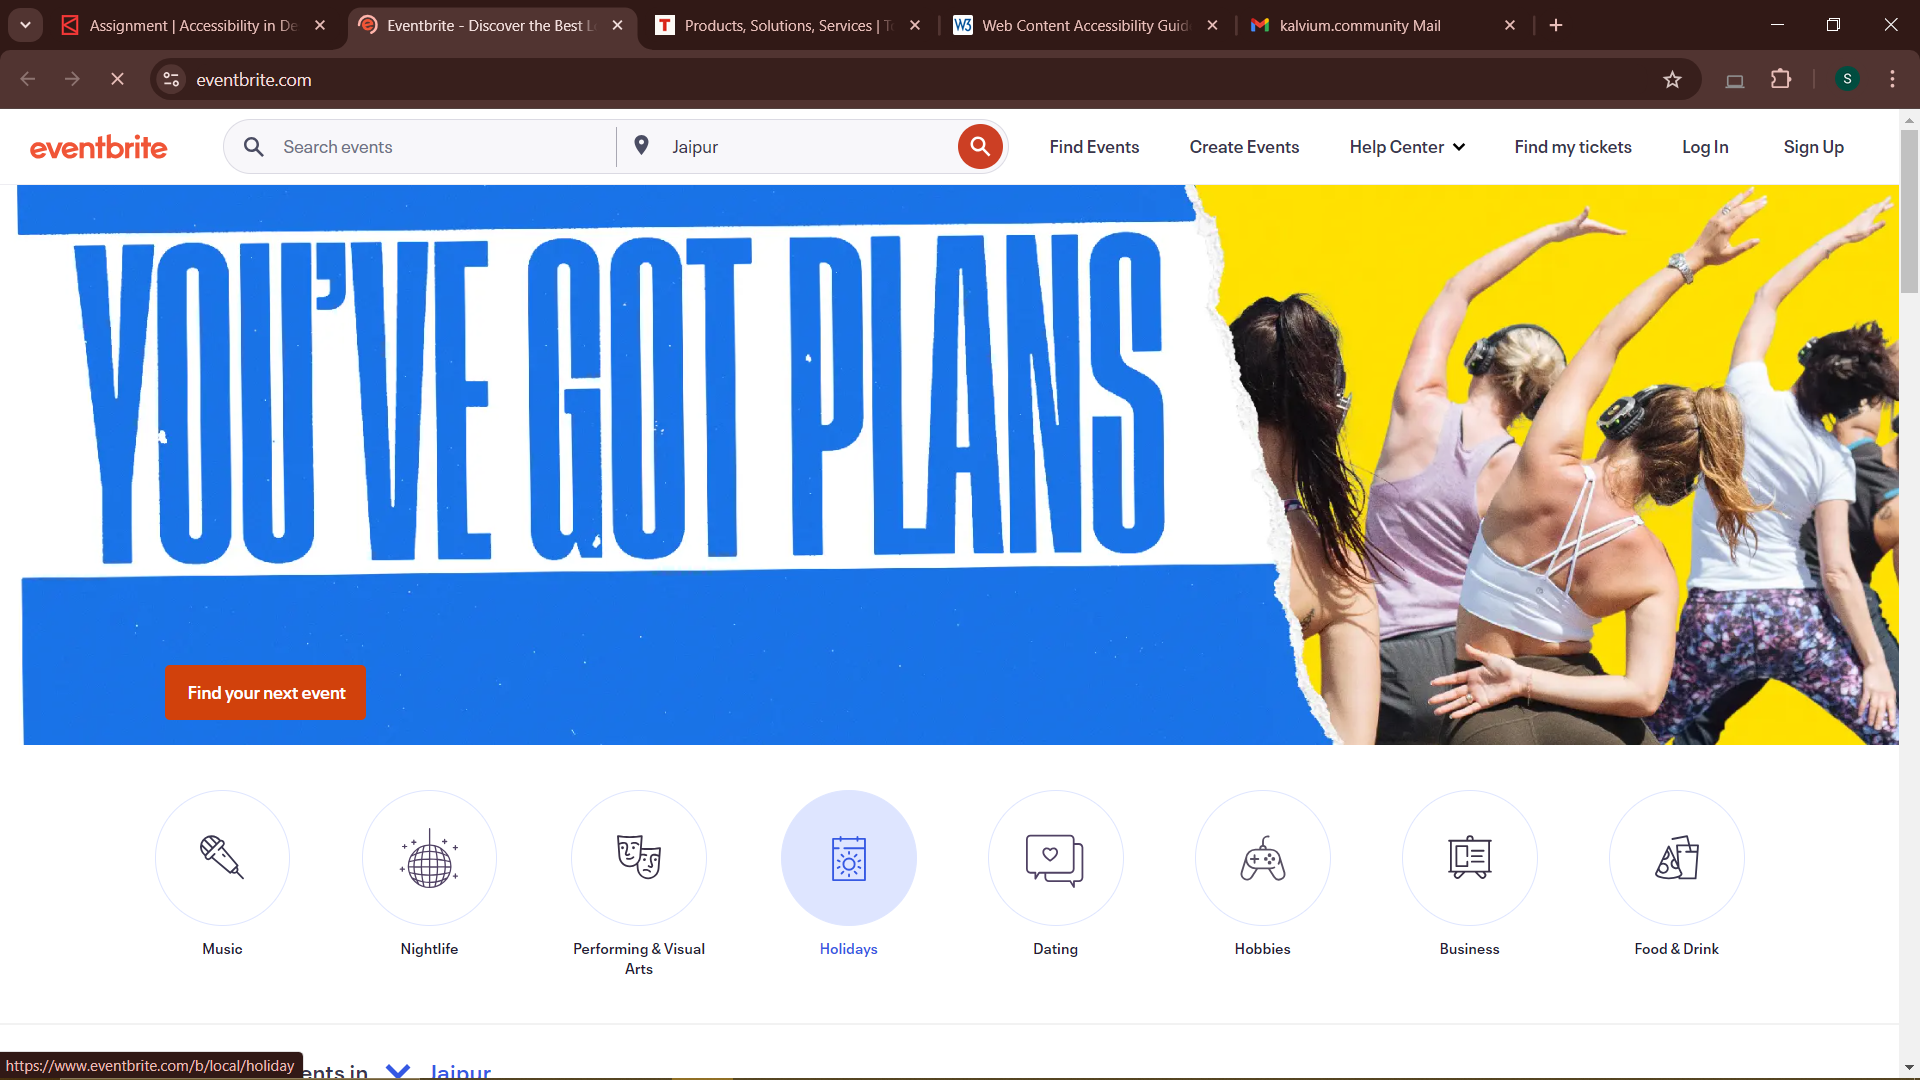 Assignment | Accessibility in De
Eventbrite - Discover the Best L
Products, Solutions, Services | T
Web Content Accessibility Guid
kalvium.community Mail
eventbrite.com
S
eventbrite
Search events
Jaipur
Find Events
Create Events
Help Center
Find my tickets
Log In
Sign Up
YOU'VE GOT PLANS
Find your next event
Music
Nightlife
Performing & Visual
Arts
Holidays
Dating
Hobbies
Business
Food & Drink
https://www.eventbrite.com/b/local/holiday
ents in
Jaipur